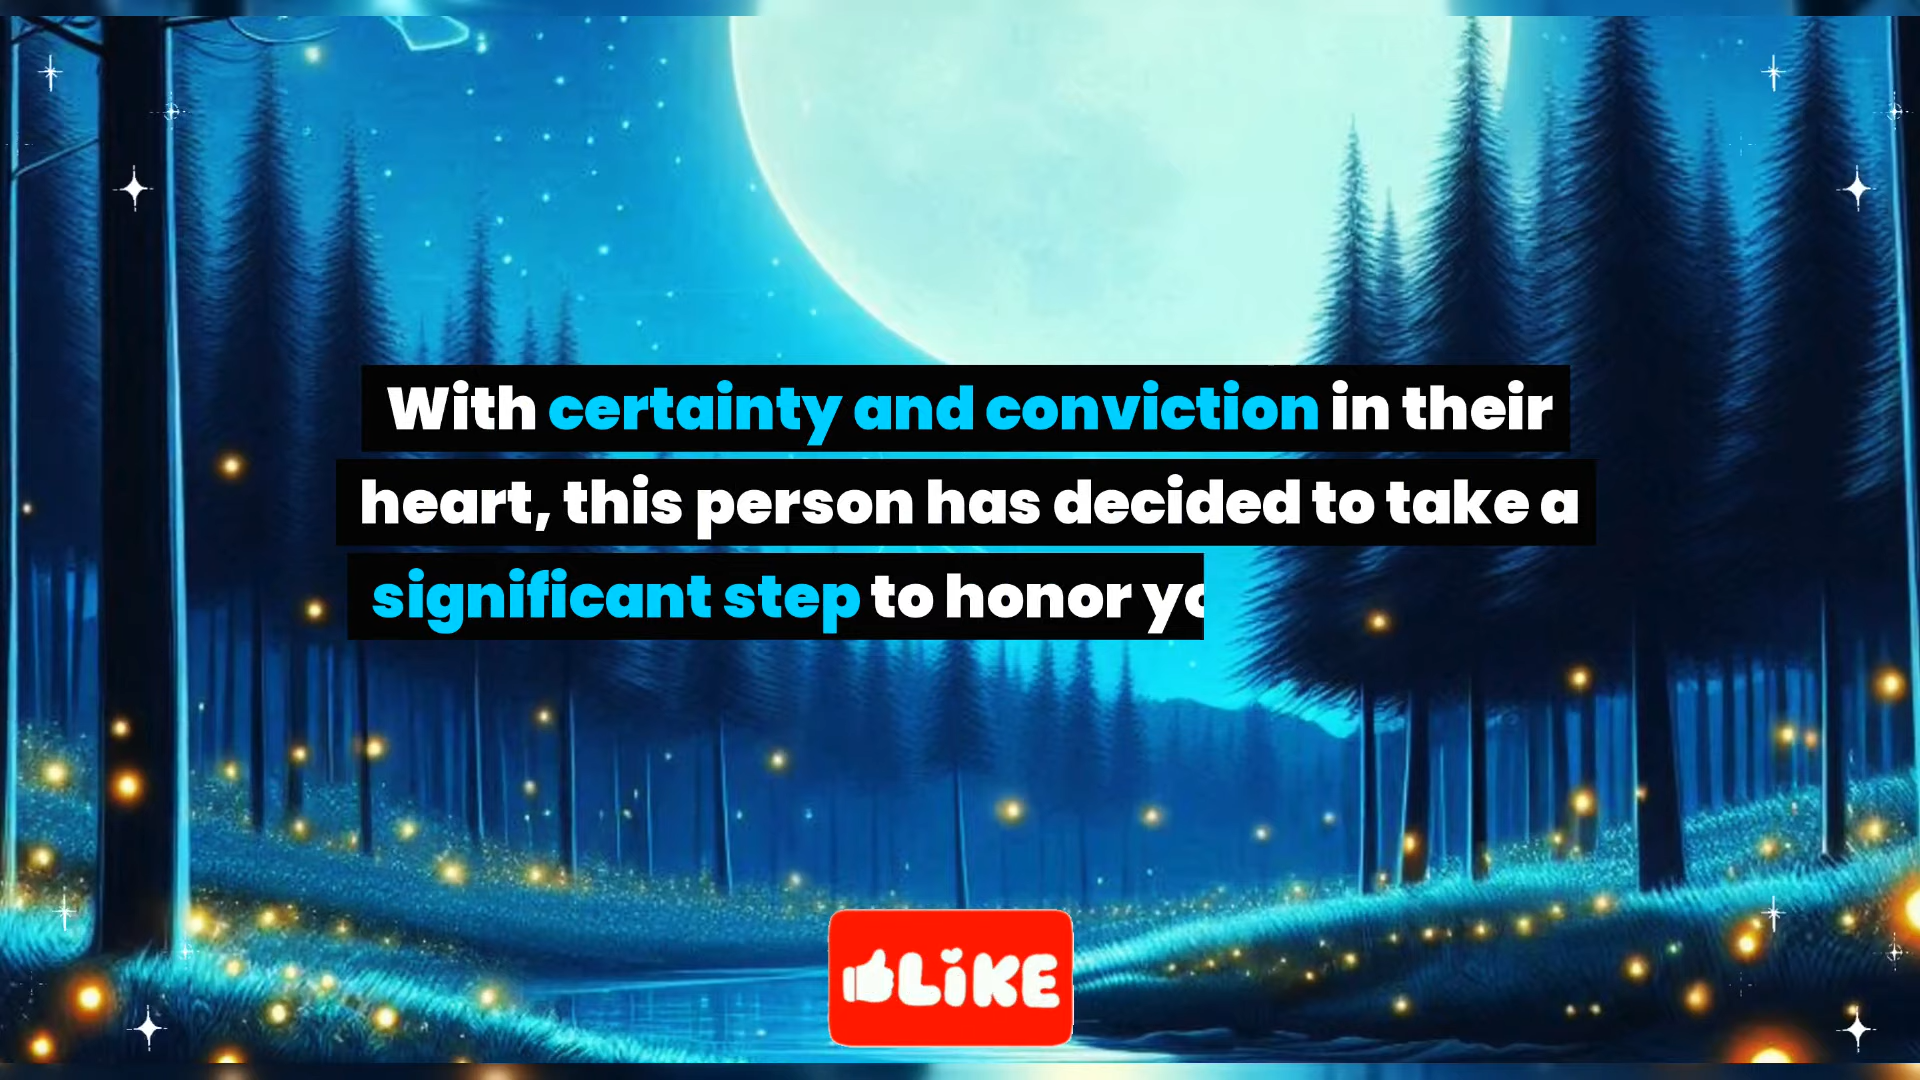 With certainty and conviction in their
heart, this person has decided to take a
significant step to honor
LiKE